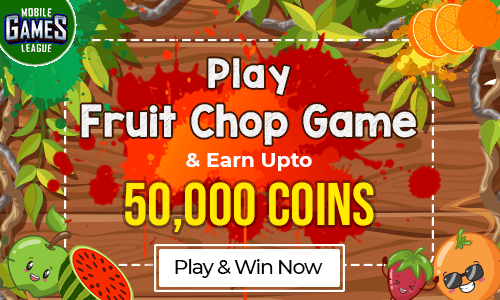 MOBILE
GAMES
LEAGUE
Play
Fruit Chop Game
& Earn Upto
50,000 COINS
Play & Win Now